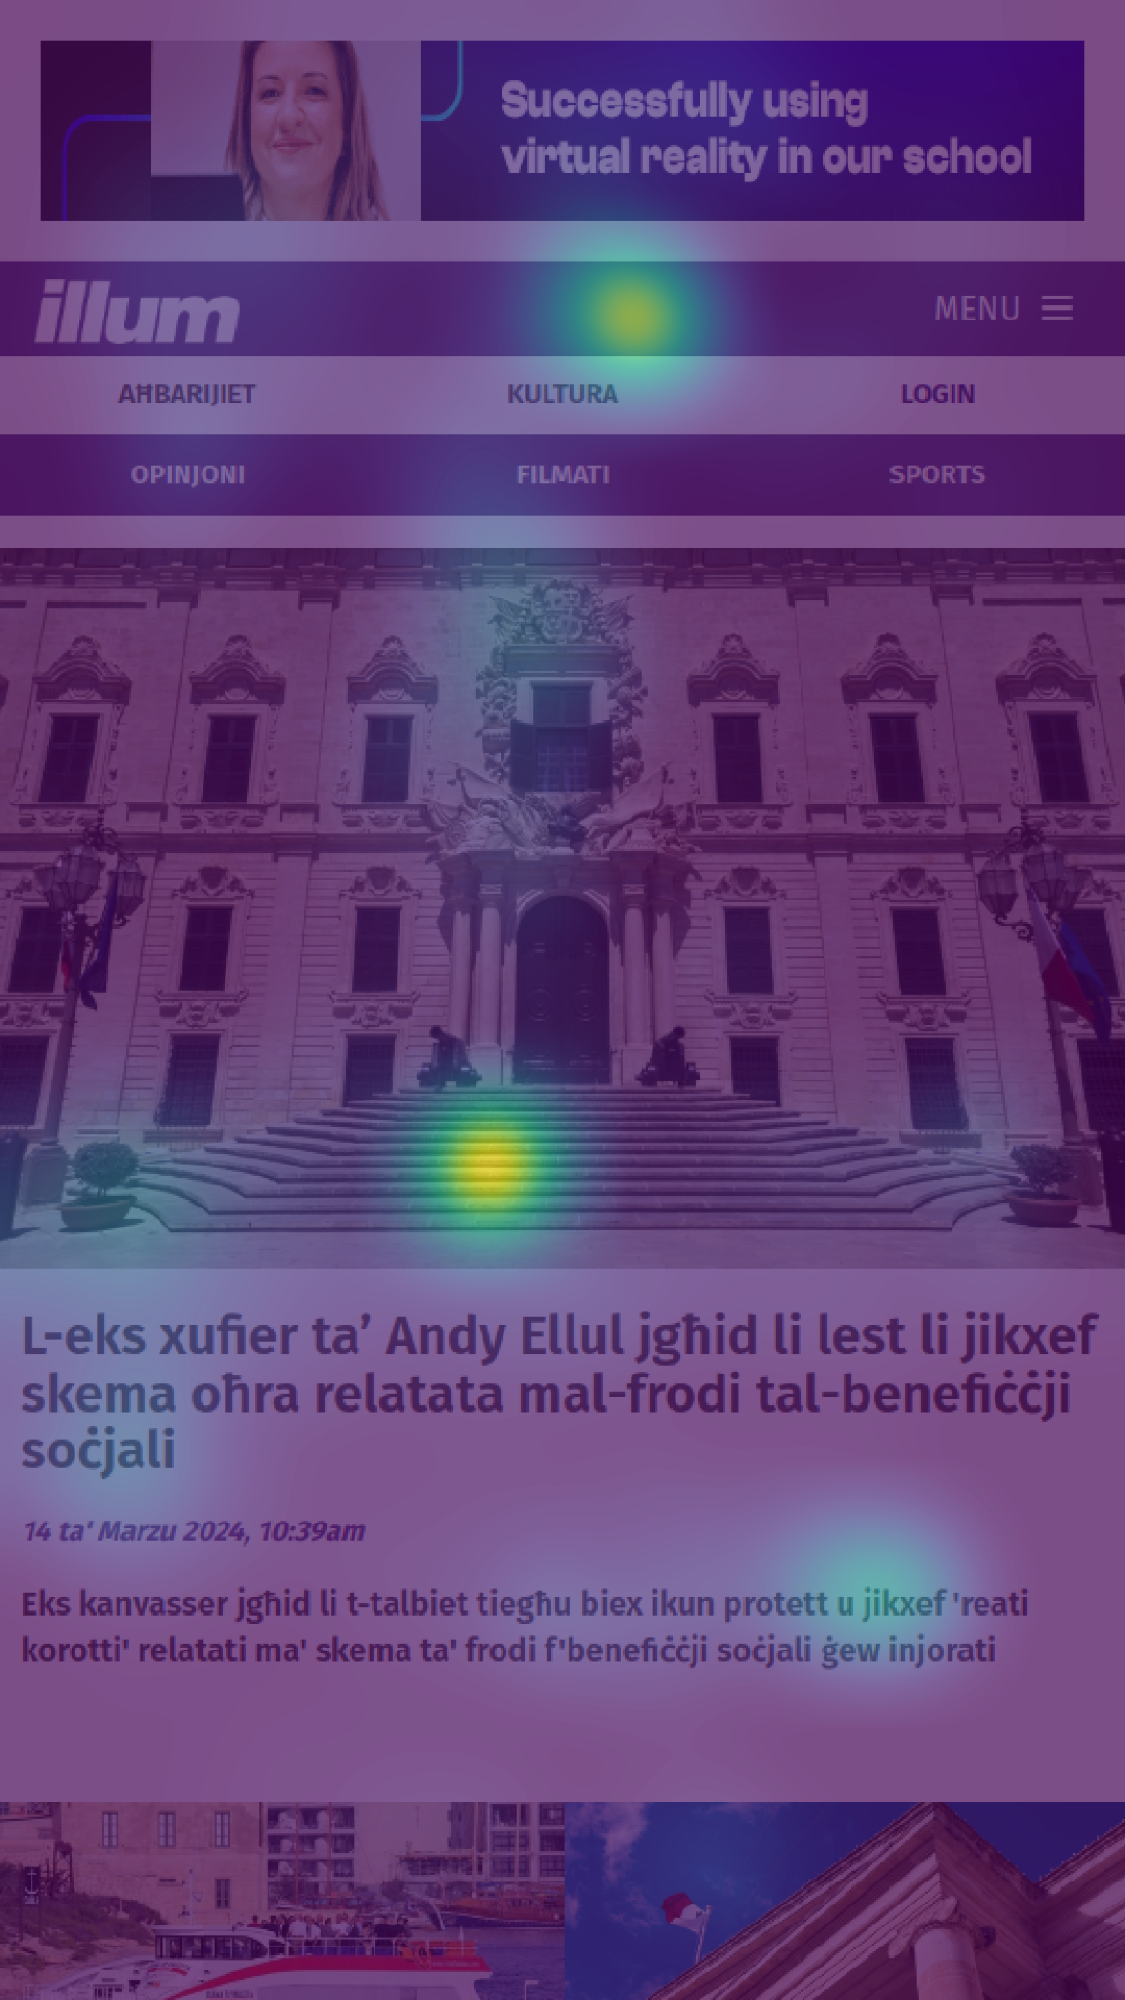 Successfully using
virtual reality in our school
illum
MENU
AĦBARIJIET
KULTURA
LOGIN
OPINJONI
FILMATI
SPORTS
L-eks xufier ta’ Andy Ellul jgħid li lest li jikxef
skema oħra relatata mal-frodi tal-benefiċċji
soċjali
14 ta' Marzu 2024, 10:39am
Eks kanvasser jgħid li t-talbiet tiegħu biex ikun protett u jikxef 'reati
korotti' relatati ma' skema ta' frodi f'benefiċċji soċjali ġew injorati